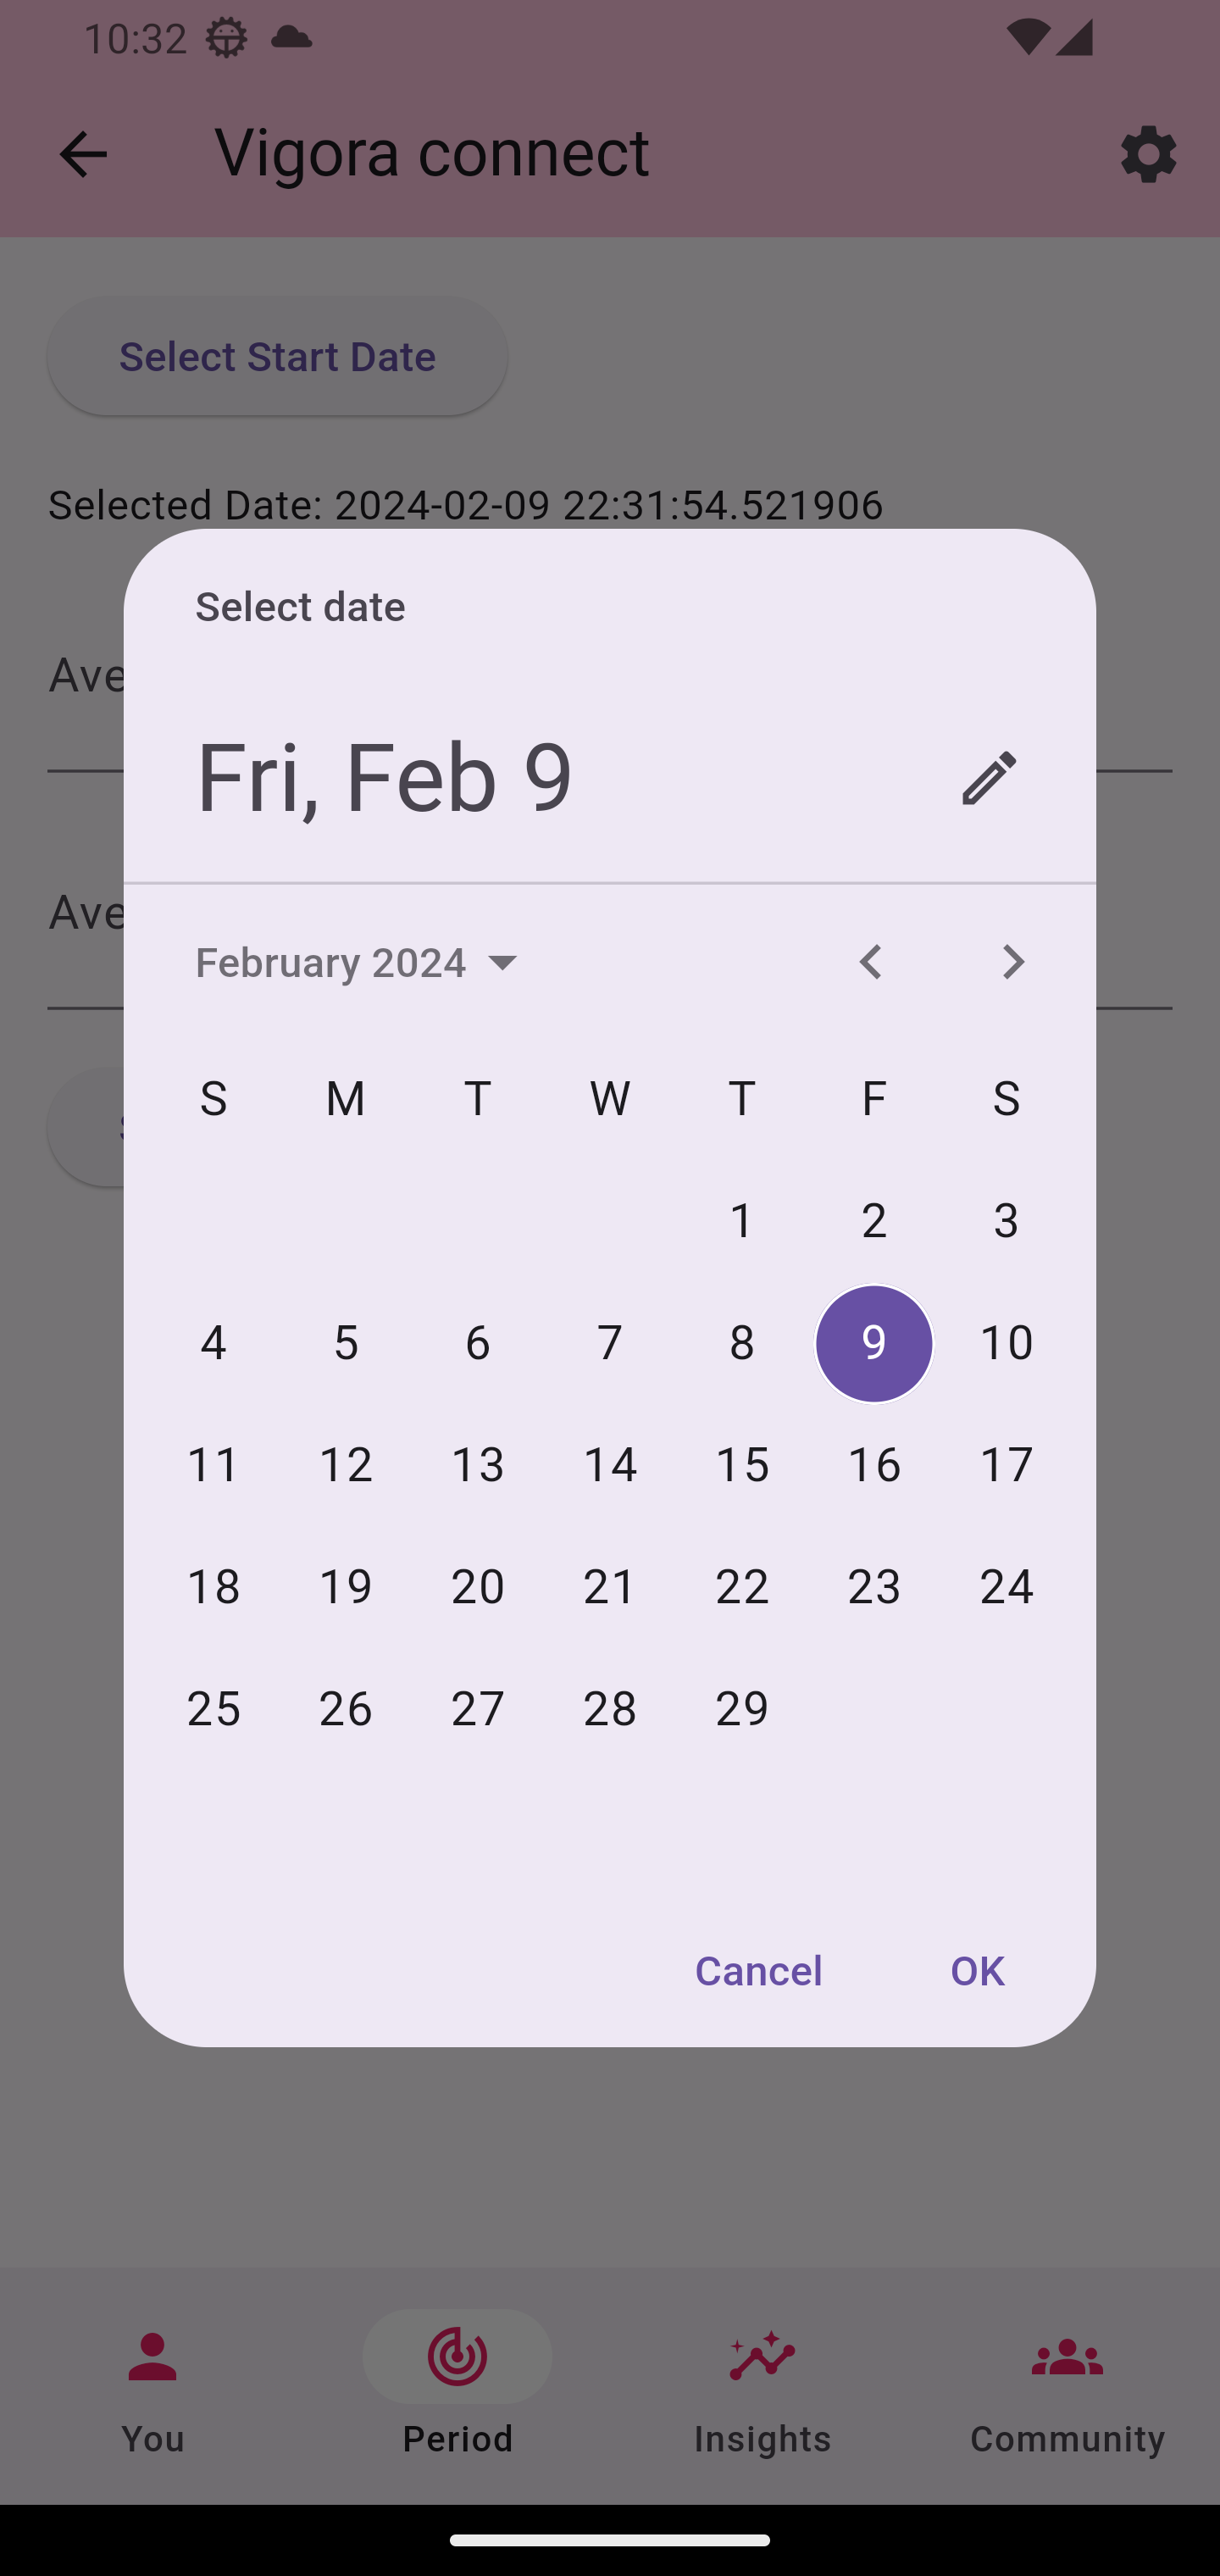 10:32
Vigora connect
Select Start Date
Selected Date: 2024-02-09 22:31:54.521906
Select date
Ave
Fri, Feb 9
Ave
February 2024
S M T W T F S
1 2 3
4 5 6 7 8 9 10
11 12 13 14 15 16 17
18 19 20 21 22 23 24
25 26 27 28 29
Cancel OK
You Period Insights Community